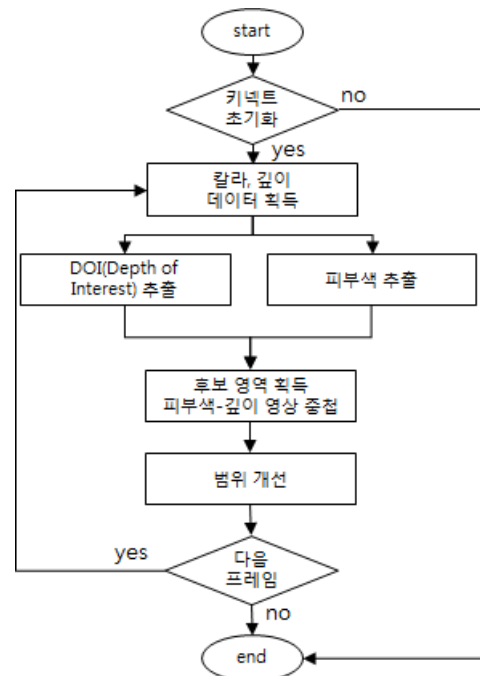 start
키넥트
초기화
no
yes
칼라, 깊이
데이터 획득
DOI(Depth of
Interest) 추출
피부색 추출
후보 영역 획득
피부색-깊이 영상 중첩
범위 개선
yes
다음
프레임
no
end